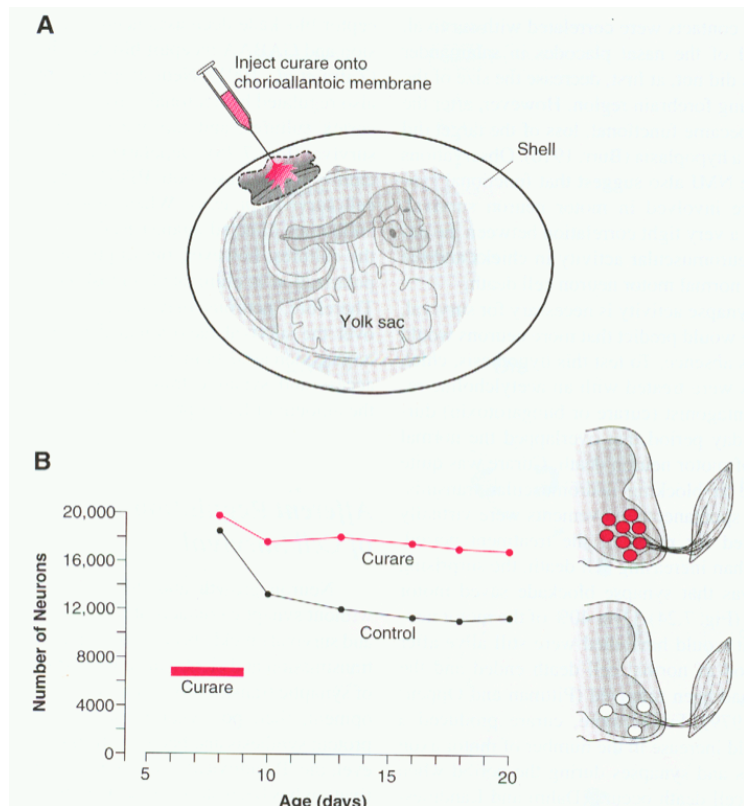 A
Inject curare onto
chorioallantoic membrane
Shell
Yolk sac
B
Number of Neurons
20,000
16,000
12,000
8000
4000
0
Curare
Control
Curare
5
10
15
20
Age (days)